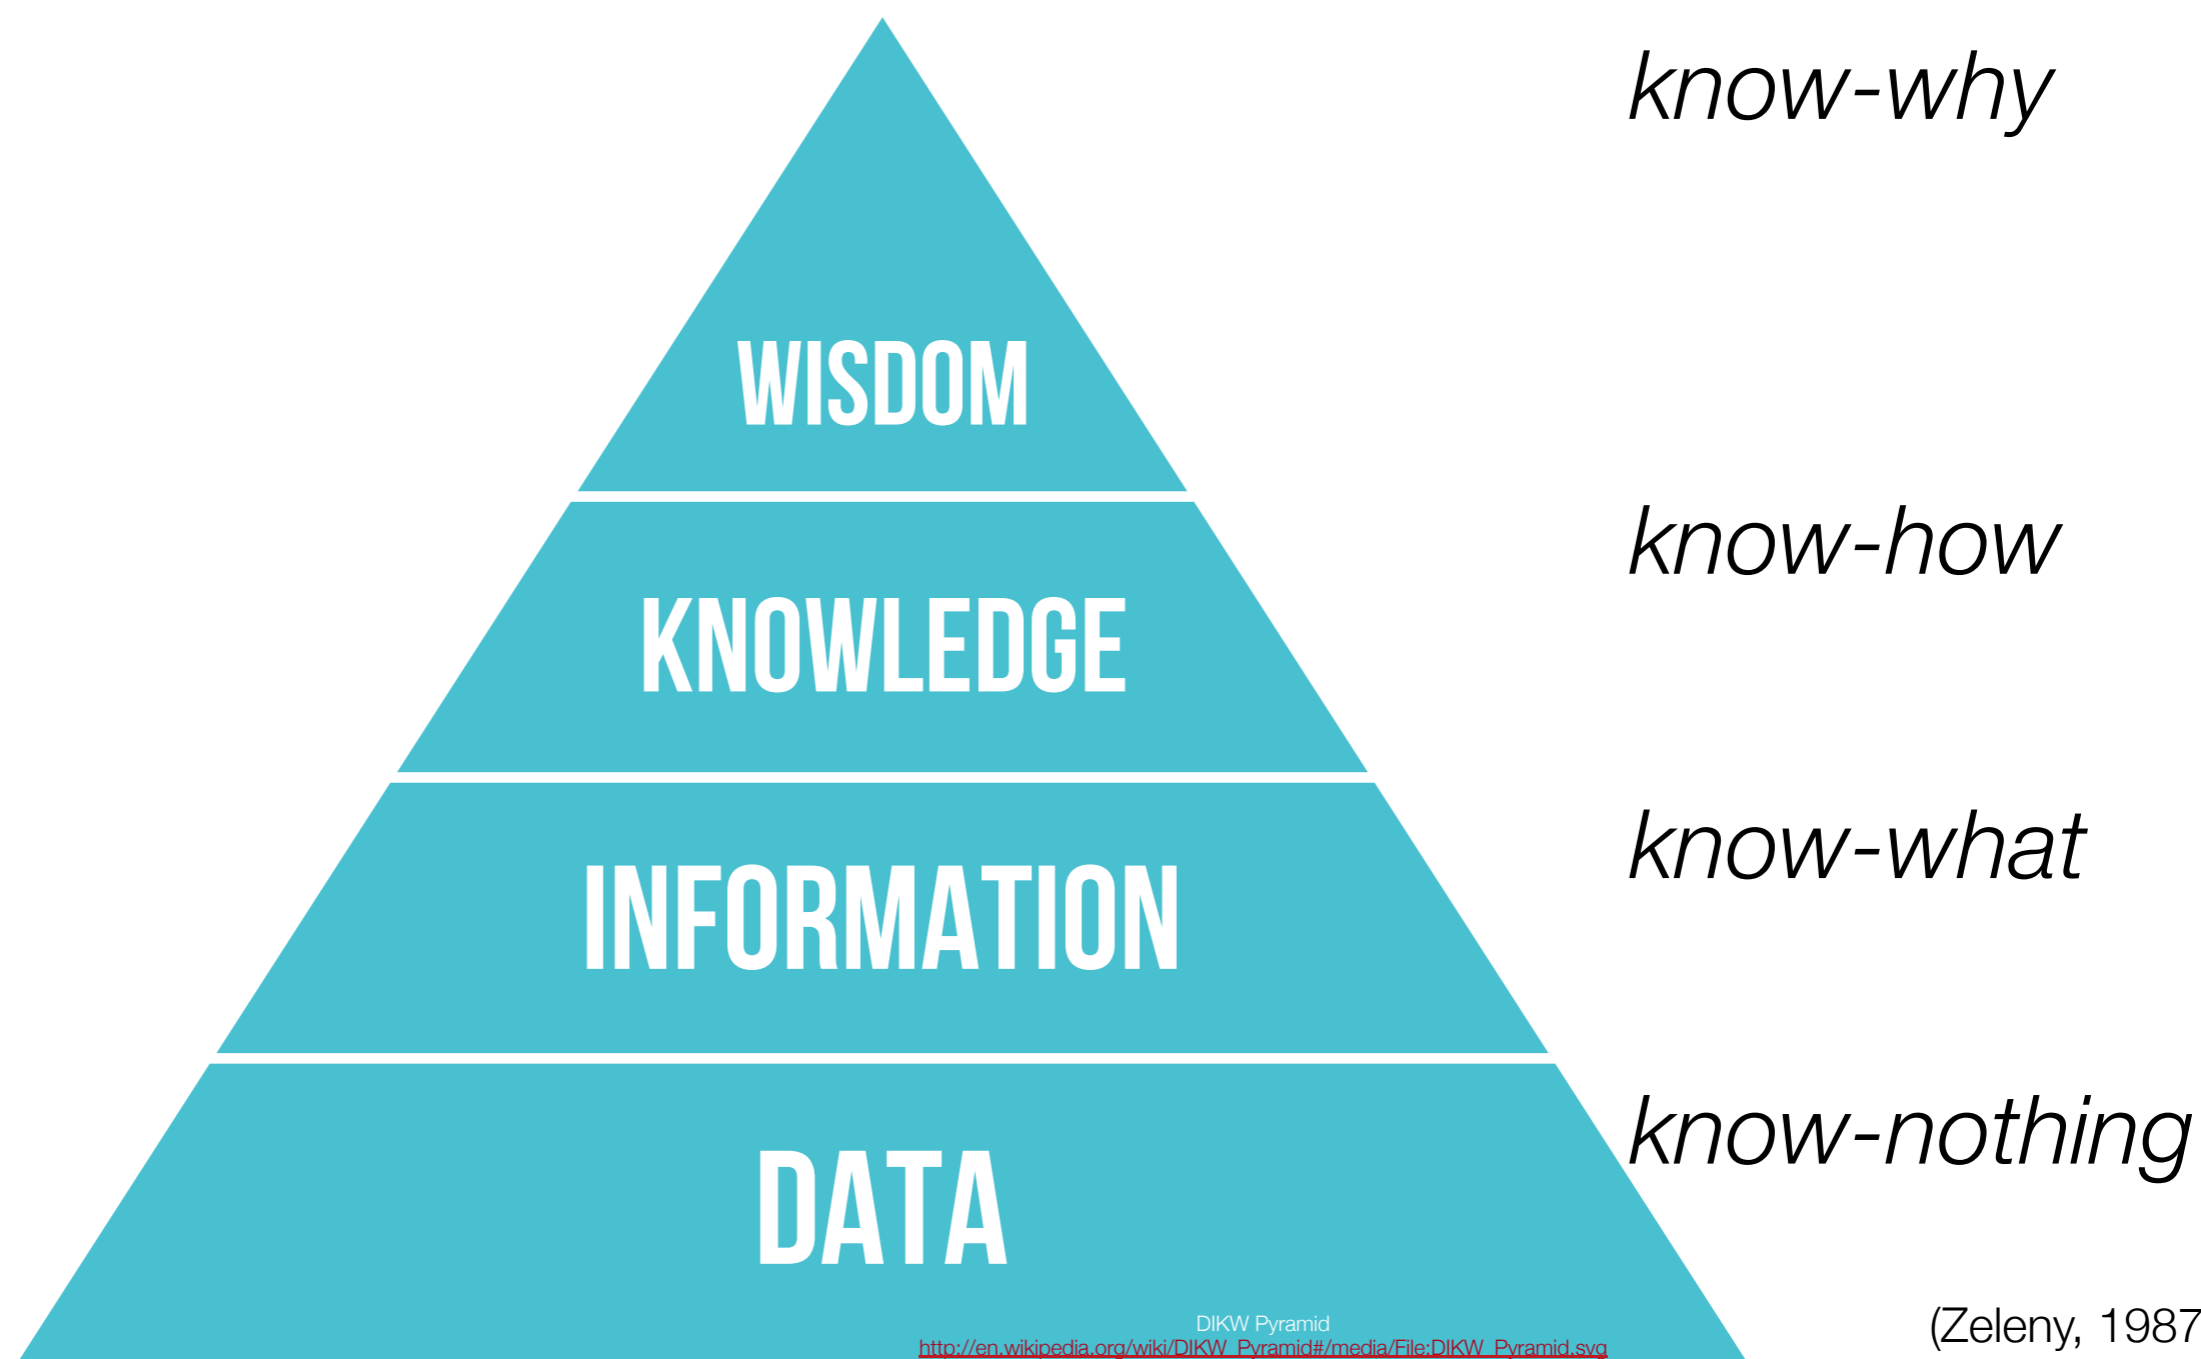 know-why
WISDOM
know-how
KNOWLEDGE
know-what
INFORMATION
know-nothing
DATA
DIKW Pyramid
http://en.wikipedia.org/wiki/DIKW_Pyramid#/media/File:DIKW_Pyramid.svg
(Zeleny, 1987